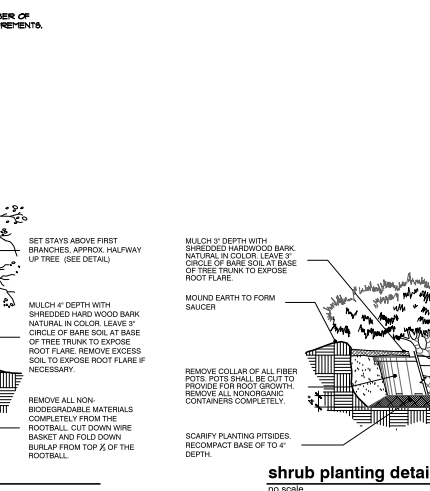 BER OF
REMENTS.
SET STAYS ABOVE FIRST
BRANCHES, APPROX. HALFWAY
UP TREE (SEE DETAIL)
MULCH 4" DEPTH WITH
SHREDDED HARD WOOD BARK
NATURAL IN COLOR. LEAVE 3"
CIRCLE OF BARE SOIL AT BASE
OF TREE TRUNK TO EXPOSE
ROOT FLARE. REMOVE EXCESS
SOIL TO EXPOSE ROOT FLARE IF
NECESSARY.
REMOVE ALL NON-
BIODEGRADABLE MATERIALS
COMPLETELY FROM THE
ROOTBALL. CUT DOWN WIRE
BASKET AND FOLD DOWN
BURLAP FROM TOP ½ OF THE
ROOTBALL.
MULCH 3" DEPTH WITH
SHREDDED HARDWOOD BARK.
NATURAL IN COLOR. LEAVE 3"
CIRCLE OF BARE SOIL AT BASE
OF TREE TRUNK TO EXPOSE
ROOT FLARE.
MOUND EARTH TO FORM
SAUCER
REMOVE COLLAR OF ALL FIBER
POTS. POTS SHALL BE CUT TO
PROVIDE FOR ROOT GROWTH.
REMOVE ALL NONORGANIC
CONTAINERS COMPLETELY.
4"
SCARIFY PLANTING PITSIDES.
RECOMPACT BASE OF TO 4"
DEPTH.
shrub planting detai
no scale